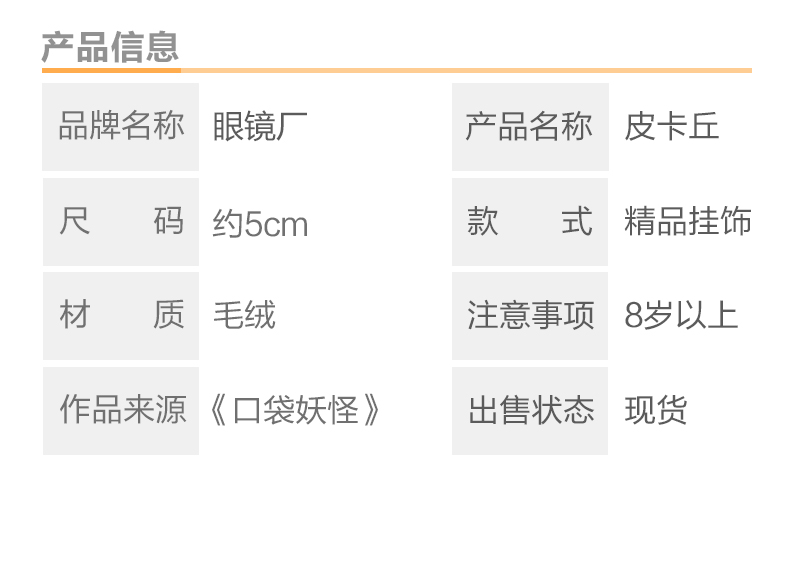 产品信息
品牌名称 眼镜厂 产品名称 皮卡丘
尺 码 约5cm 款 式 精品挂饰
材 质 毛绒 注意事项 8岁以上
作品来源 《口袋妖怪》 出售状态 现货